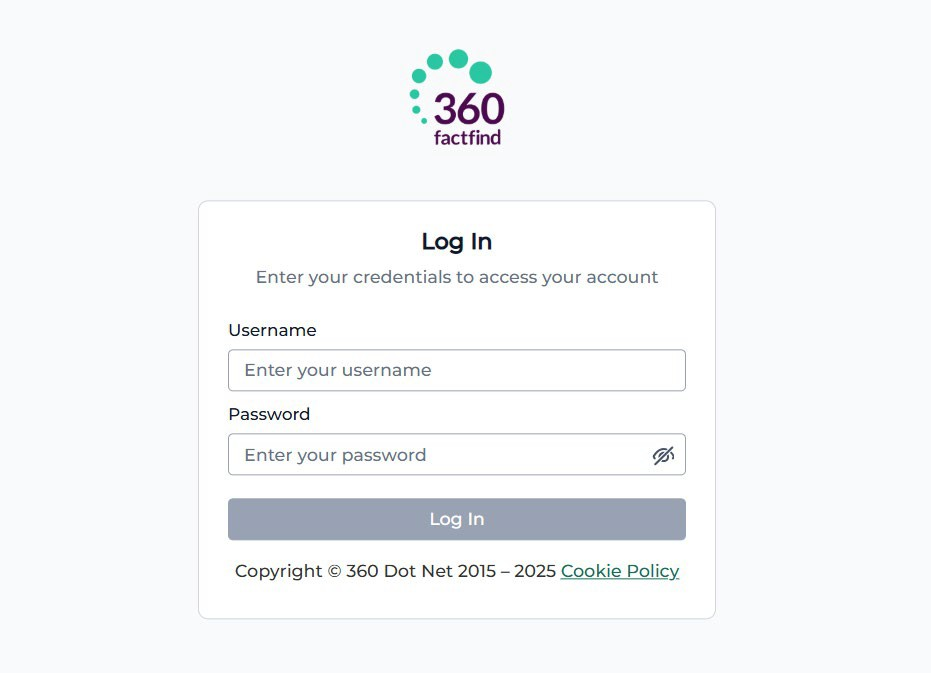 360
factfind
Log In
Enter your credentials to access your account
Username
Enter your username
Password
Enter your password
Log In
Copyright © 360 Dot Net 2015 – 2025 Cookie Policy